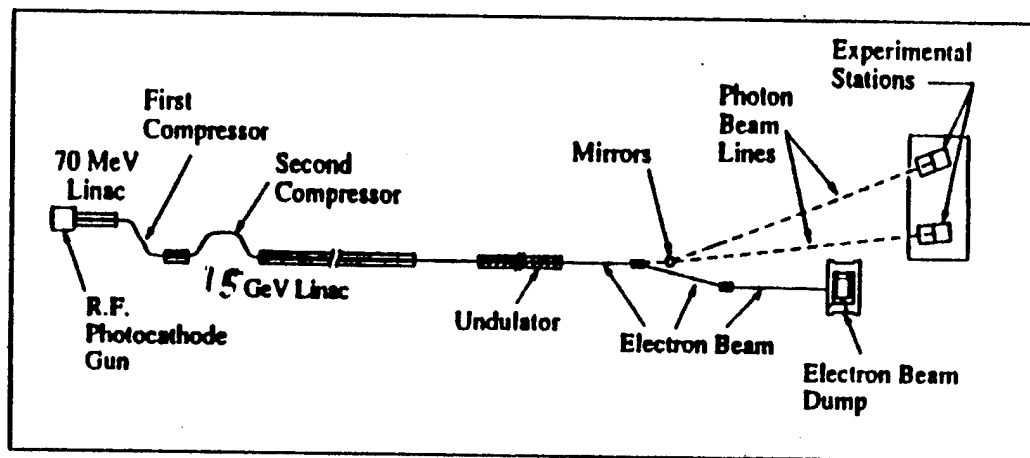 Experimental
Stations
Photon
Beam
Lines
First
Compressor
Mirrors
70 MeV
Linac
Second
Compressor
15 GeV Linac
R.F.
Photocathode
Gun
Undulator
Electron Beam
Electron Beam
Dump